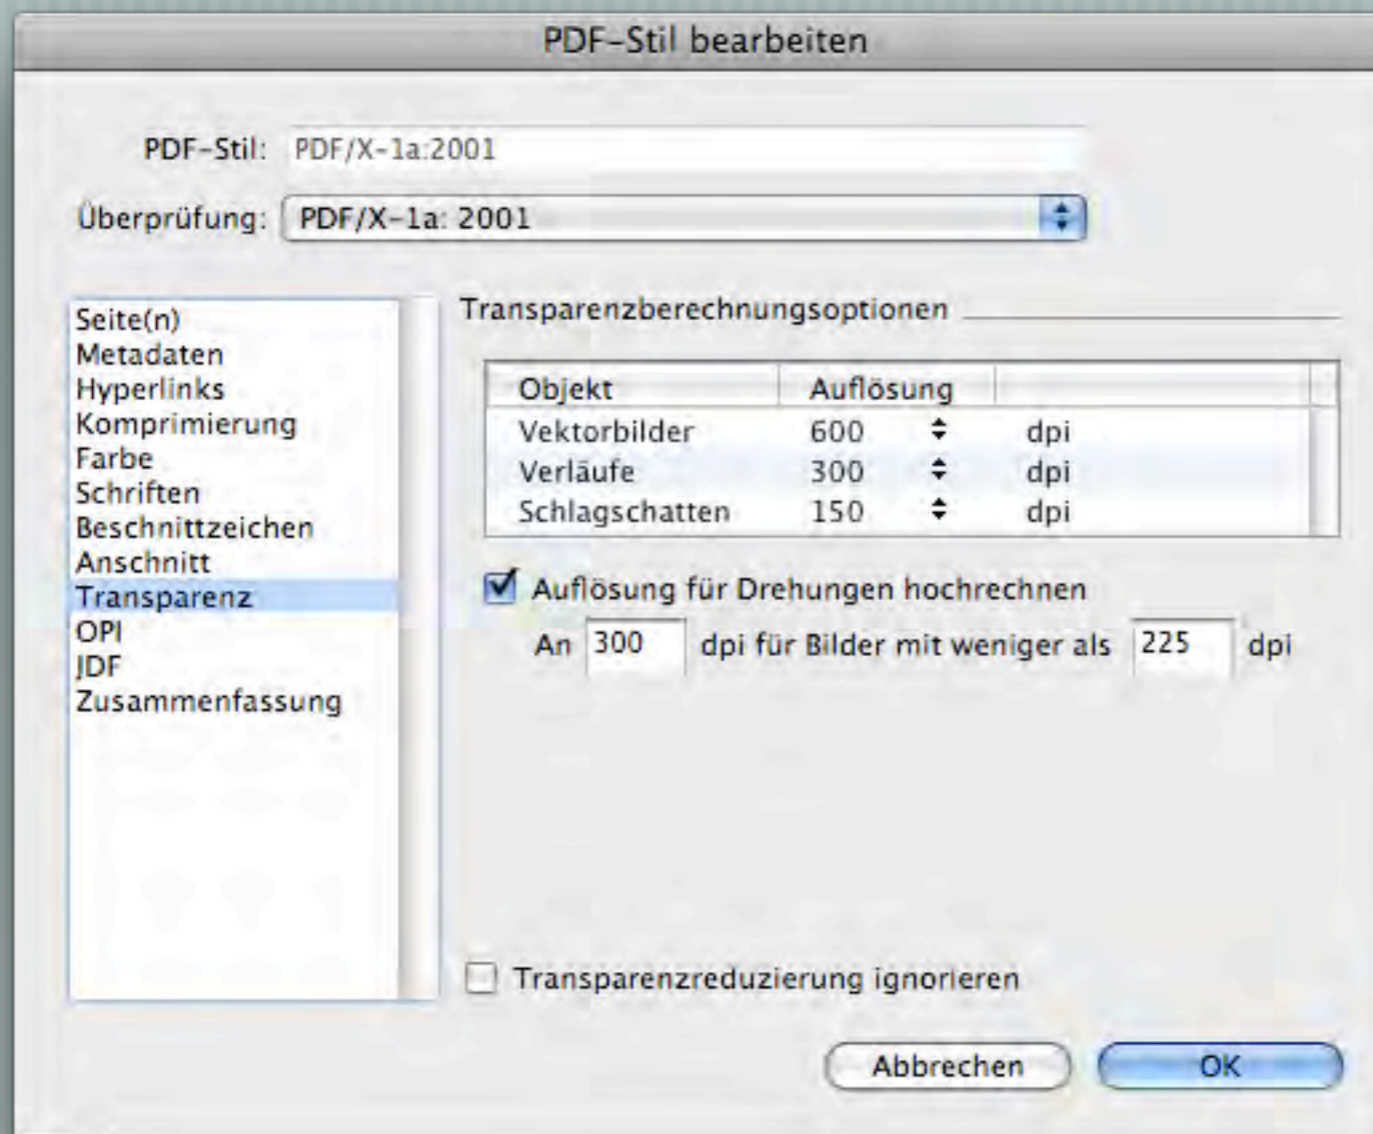 PDF-Stil bearbeiten
PDF-Stil: PDF/X-1a:2001
Überprüfung: PDF/X-1a: 2001
Seite(n)
Metadaten
Hyperlinks
Komprimierung
Farbe
Schriften
Beschnittzeichen
Anschnitt
Transparenz
OPI
JDF
Zusammenfassung
Transparenzberechnungsoptionen
Objekt Auflösung
Vektorbilder 600 dpi
Verläufe 300 dpi
Schlagschatten 150 dpi
Auflösung für Drehungen hochrechnen
An 300 dpi für Bilder mit weniger als 225 dpi
Transparenzreduzierung ignorieren
Abbrechen OK